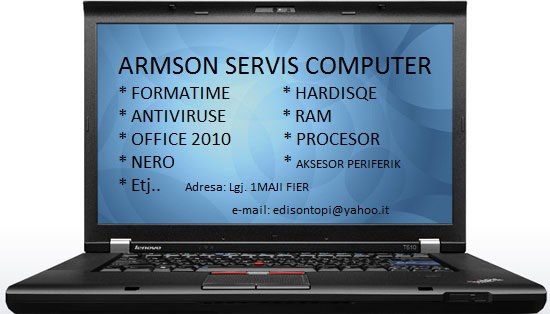 ARMSON SERVIS COMPUTER
* FORMATIME * HARDISQE
* ANTIVIRUSE * RAM
* OFFICE 2010 * PROCESOR
* NERO * AKSESOR PERIFERIK
* Etj.. Adresa: Lgj. 1MAJI FIER
e-mail: edisontopi@yahoo.it
lenovo T510
ThinkPad